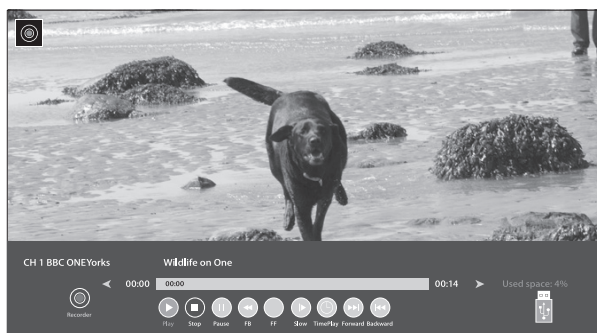 CH 1 BBC ONEYorks Wildlife on One
00:00 00:00 00:14 Used space: 4%
Recorder
Play Stop Pause FB FF Slow TimePlay Forward Backward